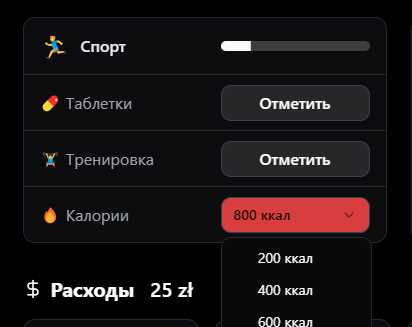 Спорт
Таблетки Отметить
Тренировка Отметить
Калории 800 ккал
200 ккал
$ Расходы 25 zł
400 ккал
600 ккал